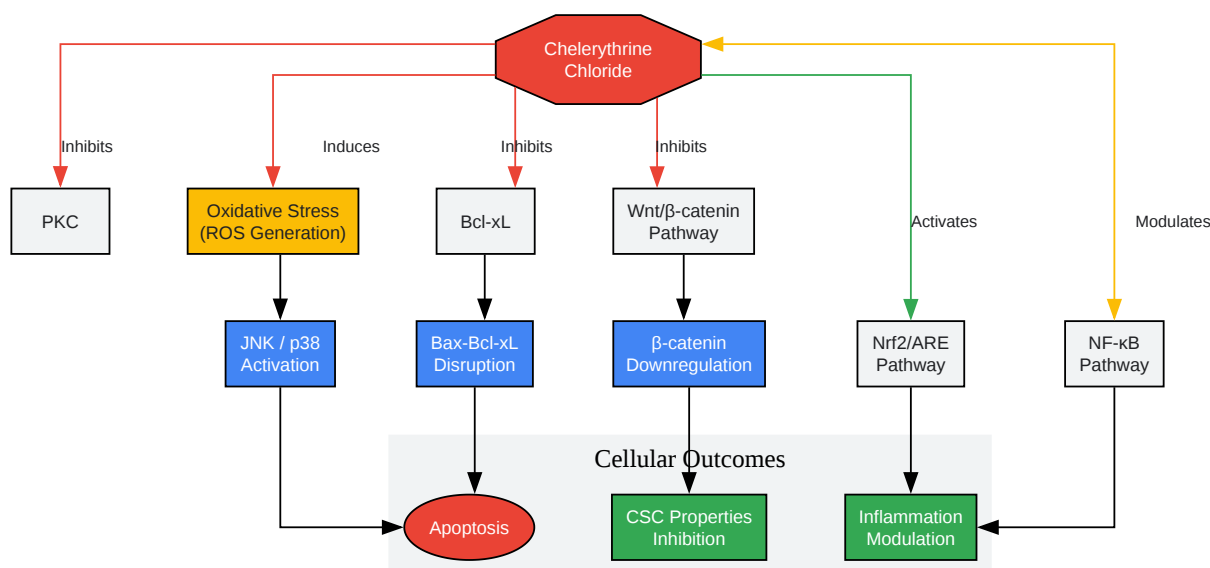 Chelerythrine
Chloride
Inhibits
Induces
Inhibits
Inhibits
PKC
Oxidative Stress
(ROS Generation)
Bcl-xL
Wnt/β-catenin
Pathway
Activates
Modulates
JNK / p38
Activation
Bax-Bcl-xL
Disruption
β-catenin
Downregulation
Nrf2/ARE
Pathway
NF-κB
Pathway
Cellular Outcomes
Apoptosis
CSC Properties
Inhibition
Inflammation
Modulation